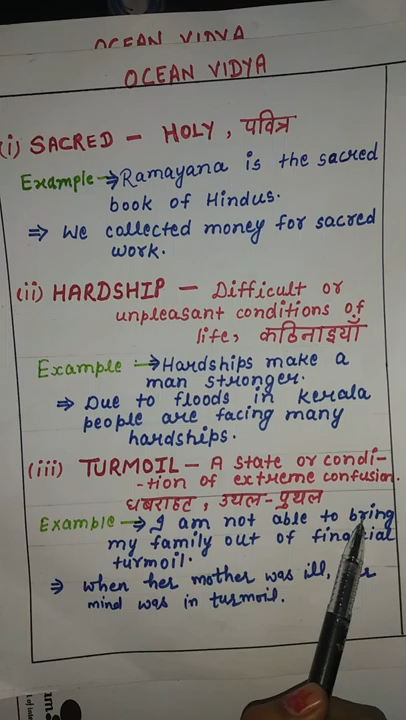 OCEAN VIDYA
OCEAN VIDYA
(i) SACRED – HOLY, पवित्र
Example → Ramayana is the sacred
book of Hindus.
⇒ We collected money for sacred
work.
(ii) HARDSHIP – Difficult or
unpleasant conditions of
life, कठिनाइयाँ
Example → Hardships make a
man stronger.
⇒ Due to floods in Kerala
people are facing many
hardships.
(iii) TURMOIL – A state or condi-
-tion of extreme confusion.
घबराहट, उथल-पुथल
Example → I am not able to bring
my family out of financial
turmoil.
⇒ when her mother was ill,
mind was in turmoil.